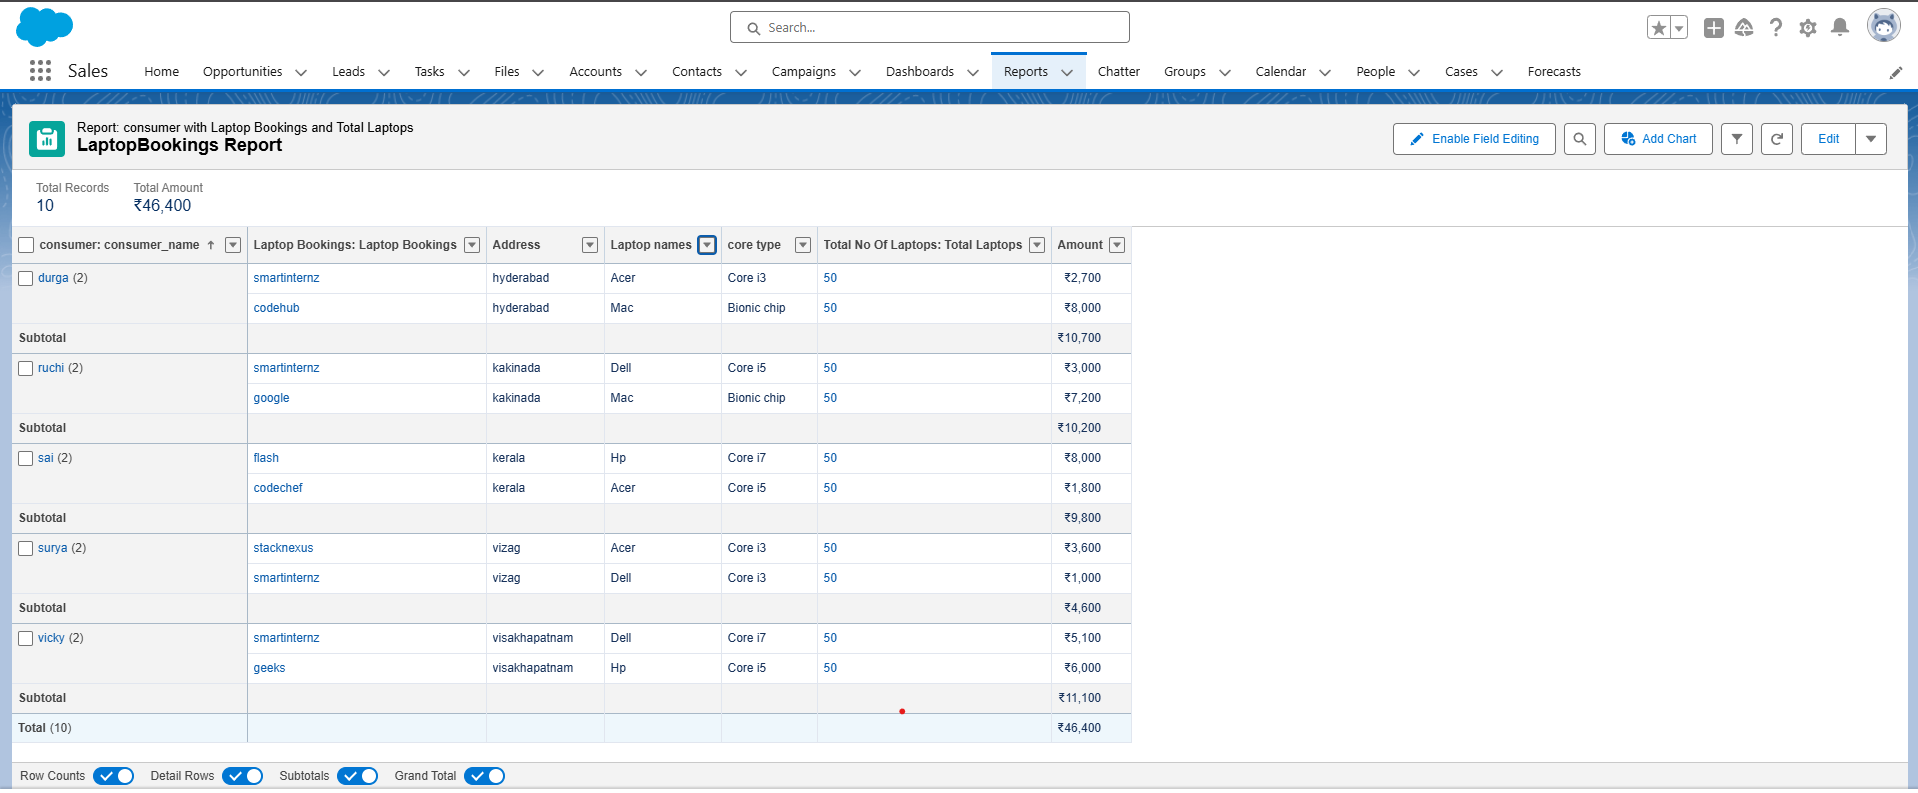 Search...
Sales Home Opportunities Leads Tasks Files Accounts Contacts Campaigns Dashboards Reports Chatter Groups Calendar People Cases Forecasts
Report: consumer with Laptop Bookings and Total Laptops
LaptopBookings Report
Enable Field Editing Add Chart Edit
Total Records Total Amount
10 ₹46,400
consumer: consumer_name ↑ Laptop Bookings: Laptop Bookings Address Laptop names core type Total No Of Laptops: Total Laptops Amount
durga (2) smartinternz hyderabad Acer Core i3 50 ₹2,700
codehub hyderabad Mac Bionic chip 50 ₹8,000
Subtotal ₹10,700
ruchi (2) smartinternz kakinada Dell Core i5 50 ₹3,000
google kakinada Mac Bionic chip 50 ₹7,200
Subtotal ₹10,200
sai (2) flash kerala Hp Core i7 50 ₹8,000
codechef kerala Acer Core i5 50 ₹1,800
Subtotal ₹9,800
surya (2) stacknexus vizag Acer Core i3 50 ₹3,600
smartinternz vizag Dell Core i3 50 ₹1,000
Subtotal ₹4,600
vicky (2) smartinternz visakhapatnam Dell Core i7 50 ₹5,100
geeks visakhapatnam Hp Core i5 50 ₹6,000
Subtotal ₹11,100
Total (10) ₹46,400
Row Counts Detail Rows Subtotals Grand Total